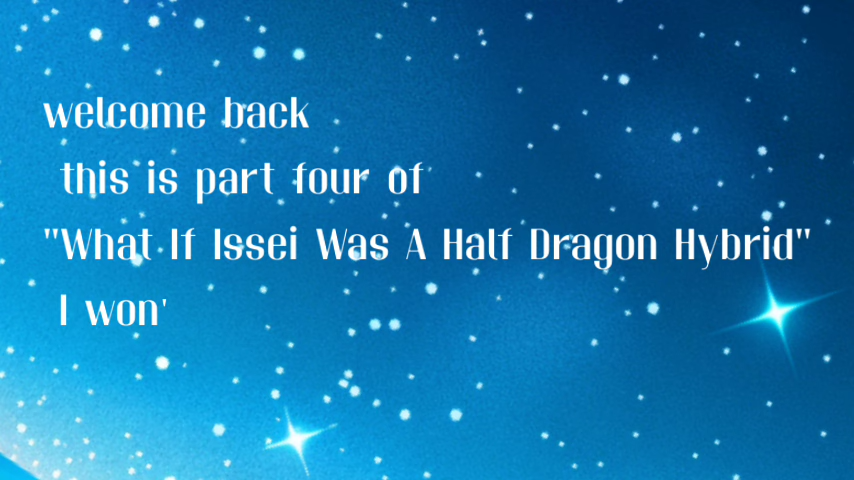 welcome back
this is part four of
"What If Issei Was A Half Dragon Hybrid"
I won'